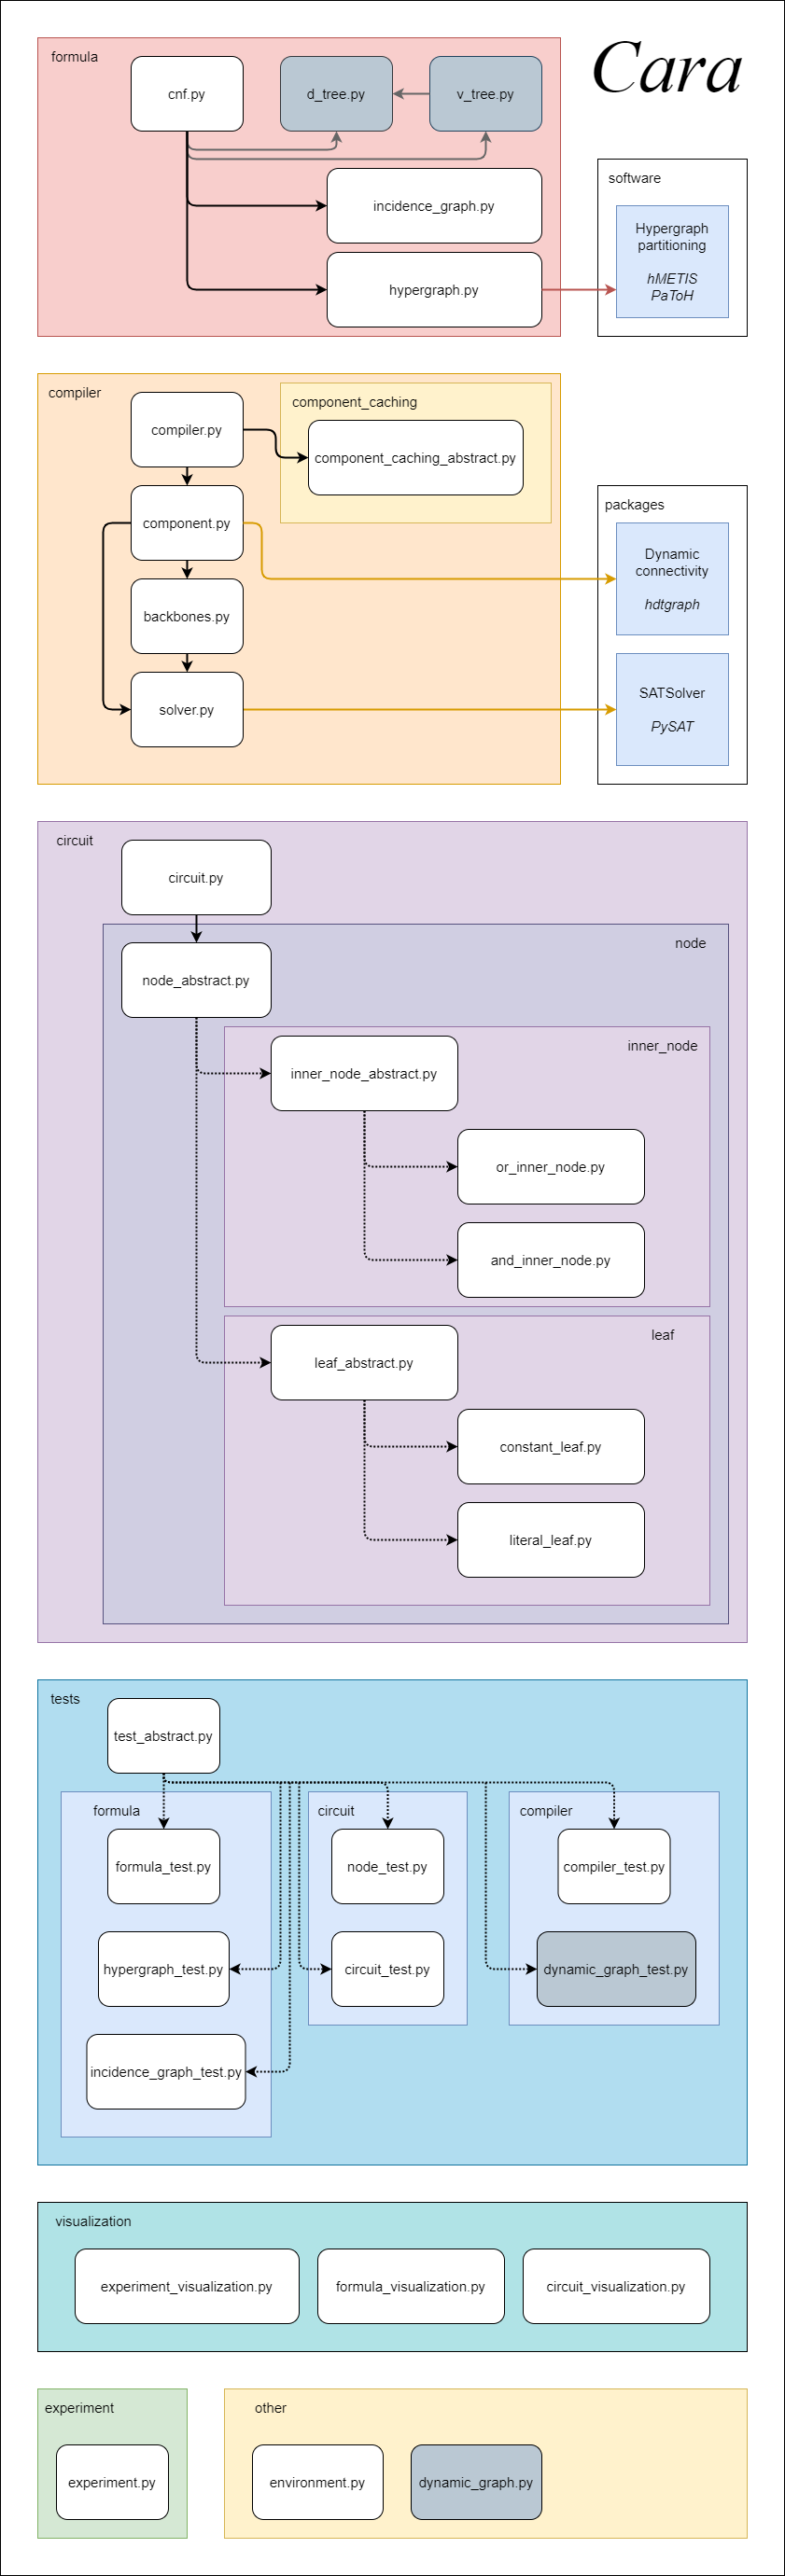 Cara
formula
cnf.py
d_tree.py
v_tree.py
incidence_graph.py
hypergraph.py
software
Hypergraph
partitioning
hMETIS
PaToH
compiler
compiler.py
component_caching
component_caching_abstract.py
component.py
backbones.py
solver.py
packages
Dynamic
connectivity
hdtgraph
SATSolver
PySAT
circuit
circuit.py
node
node_abstract.py
inner_node
inner_node_abstract.py
or_inner_node.py
and_inner_node.py
leaf
leaf_abstract.py
constant_leaf.py
literal_leaf.py
tests
test_abstract.py
formula
formula_test.py
hypergraph_test.py
incidence_graph_test.py
circuit
node_test.py
circuit_test.py
compiler
compiler_test.py
dynamic_graph_test.py
visualization
experiment_visualization.py
formula_visualization.py
circuit_visualization.py
experiment
experiment.py
other
environment.py
dynamic_graph.py